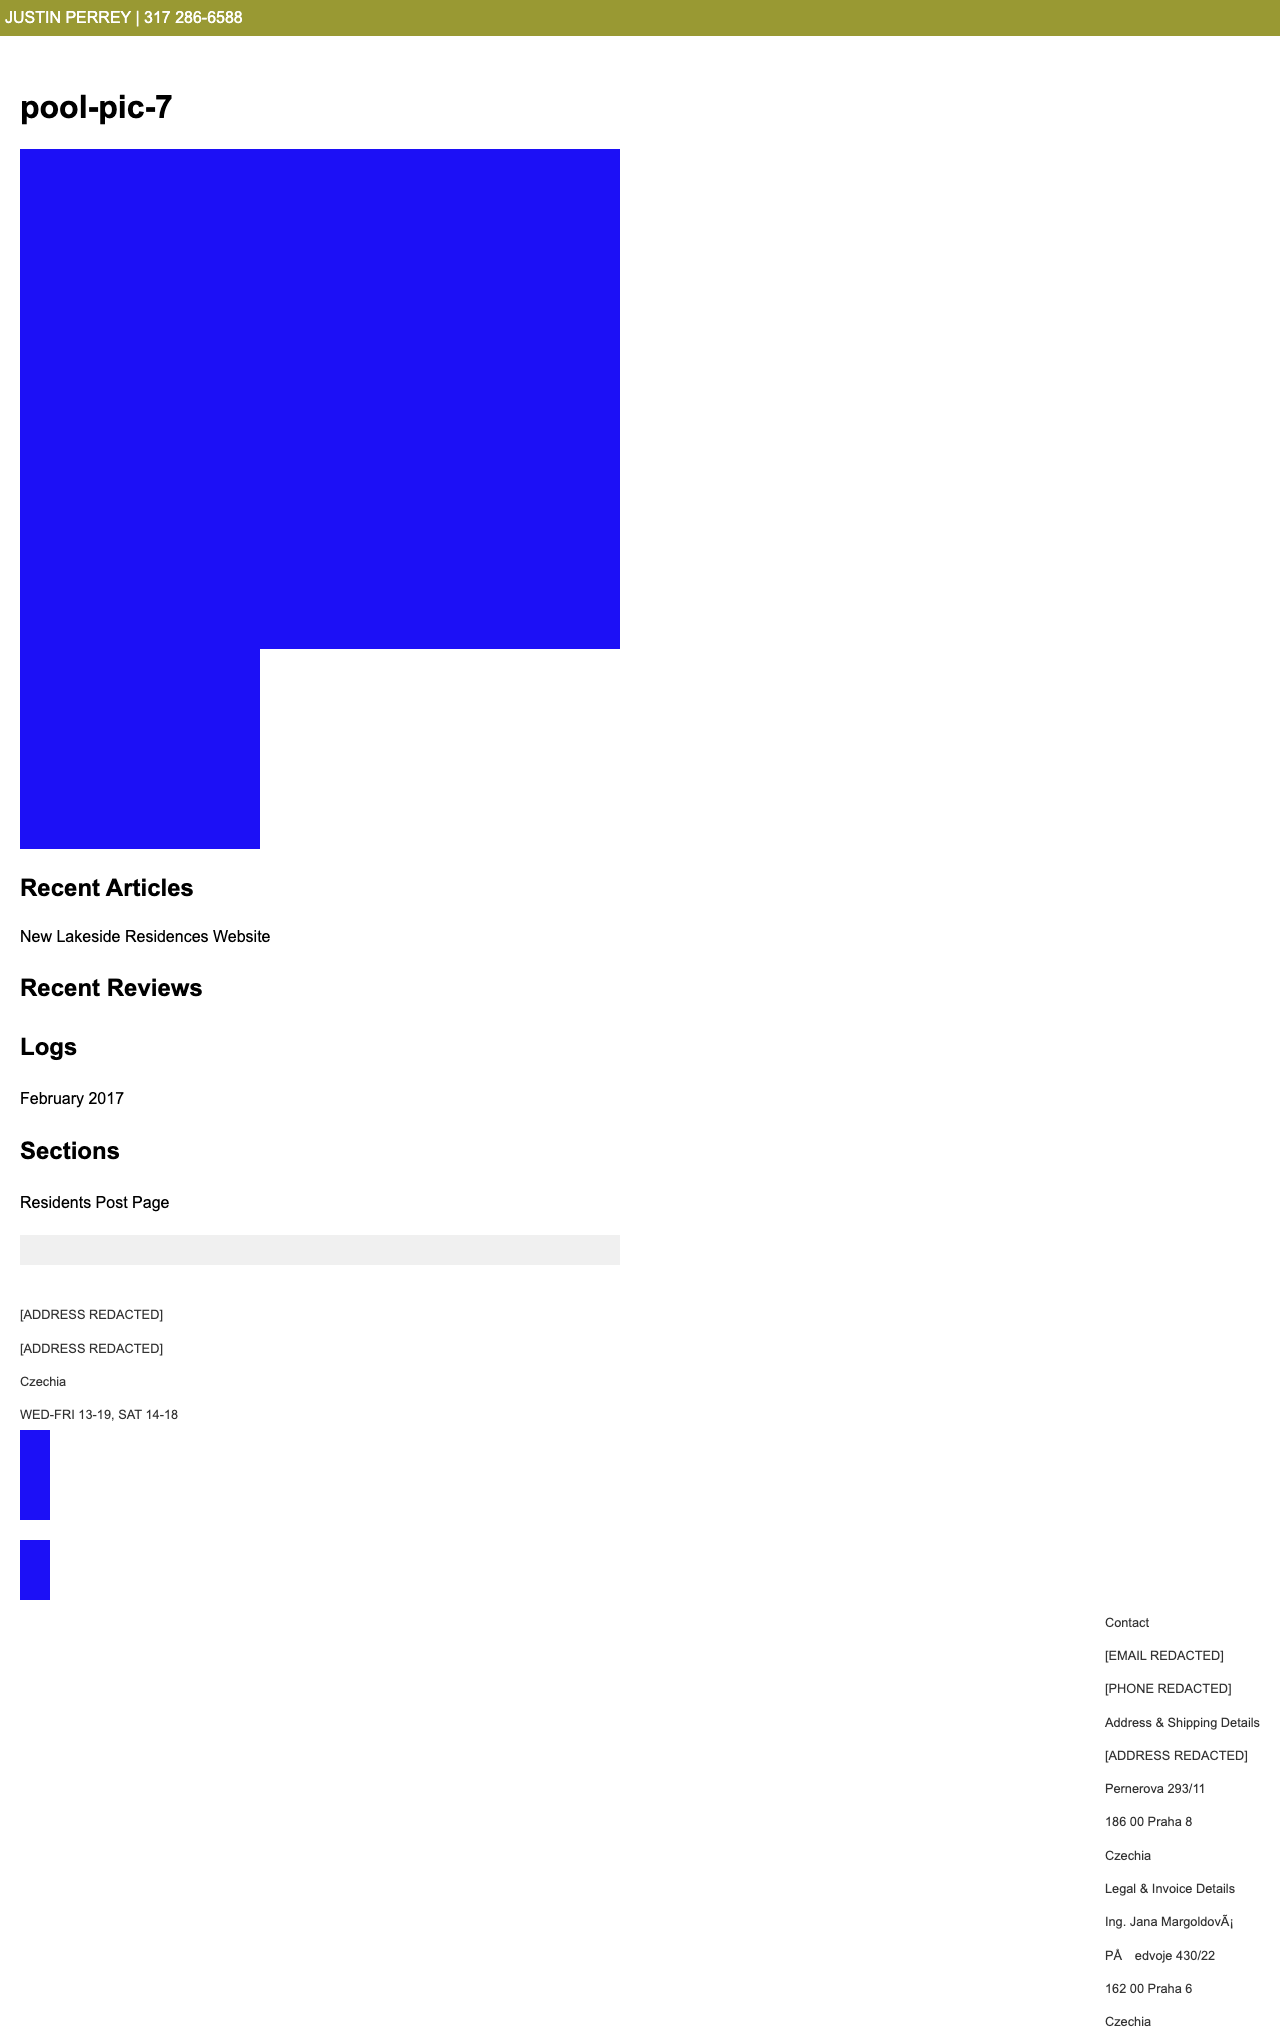 JUSTIN PERREY | 317 286-6588
pool-pic-7
Recent Articles
New Lakeside Residences Website
Recent Reviews
Logs
February 2017
Sections
Residents Post Page
[ADDRESS REDACTED]
[ADDRESS REDACTED]
Czechia
WED-FRI 13-19, SAT 14-18
Contact
[EMAIL REDACTED]
[PHONE REDACTED]
Address & Shipping Details
[ADDRESS REDACTED]
Pernerova 293/11
186 00 Praha 8
Czechia
Legal & Invoice Details
Ing. Jana MargoldovÃ¡
PÅ edvoje 430/22
162 00 Praha 6
Czechia